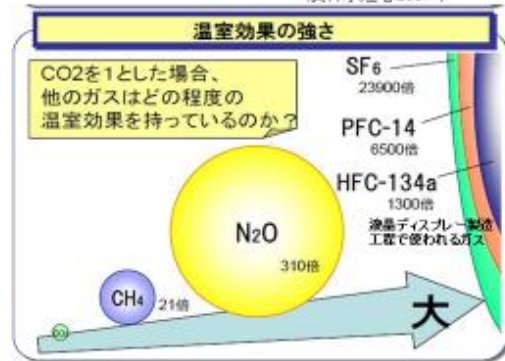 温室効果の強さ
CO2を1とした場合、
他のガスはどの程度の
温室効果を持っているのか?
SF6
23900倍
PFC-14
6500倍
HFC-134a
1300倍
液晶ディスプレー製造
工程で使われるガス
N2O
310倍
CH4
21倍
CO2
大